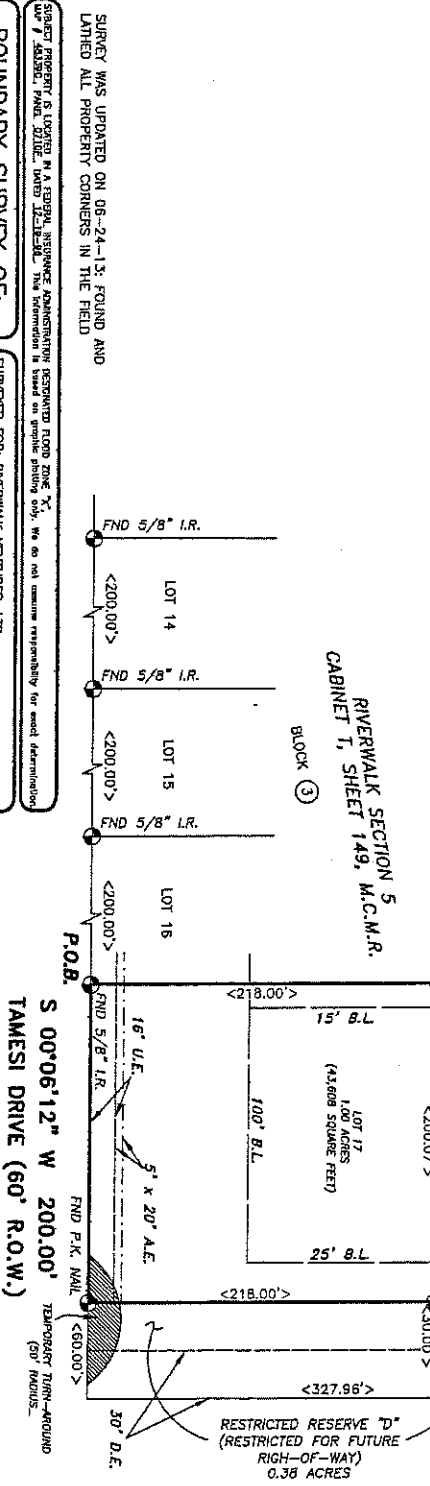 SURVEY WAS UPDATED ON 06-24-13: FOUND AND
LATHED ALL PROPERTY CORNERS IN THE FIELD
SUBJECT PROPERTY IS LOCATED IN A FEDERAL INSURANCE ADMINISTRATION DESIGNATED FLOOD ZONE "X",
MAP # 48339C, PANEL DATED This information is based on graphic plotting only. We do not assume responsibility for exact determination.
BOUNDARY SURVEY OF:
RIVERWALK SECTION 5
CABINET T, SHEET 149, M.C.M.R.
BLOCK 3
FND 5/8" I.R.
LOT 14
<200.00'>
FND 5/8" I.R.
LOT 15
<200.00'>
FND 5/8" I.R.
LOT 16
<200.00'>
P.O.B.
FND 5/8" I.R.
<218.00'>
15' B.L.
LOT 17
1.00 ACRES
(43,608 SQUARE FEET)
100' B.L.
25' B.L.
16' U.E.
5' x 20' A.E.
<218.00'>
FND P.K. NAIL
<60.00'>
S 00°06'12" W 200.00'
TAMESI DRIVE (60' R.O.W.)
TEMPORARY TURN-AROUND
(50' RADIUS
30' D.E.
<327.96'>
RESTRICTED RESERVE "D"
(RESTRICTED FOR FUTURE
RIGH-OF-WAY)
0.38 ACRES